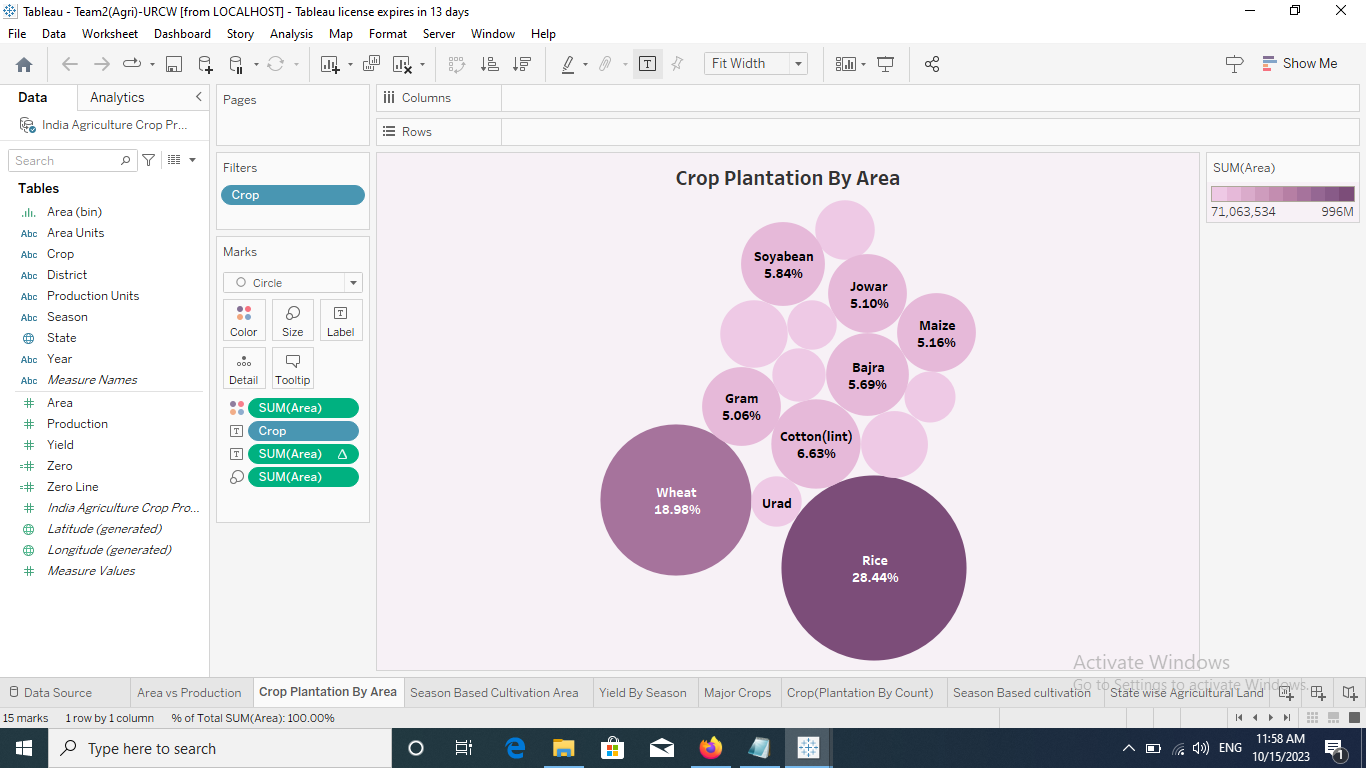 Tableau - Team2(Agri)-URCW [from LOCALHOST] - Tableau license expires in 13 days
File Data Worksheet Dashboard Story Analysis Map Format Server Window Help
Fit Width
Show Me
Data Analytics
India Agriculture Crop Pr...
Search
Tables
Area (bin)
Abc Area Units
Abc Crop
Abc District
Abc Production Units
Abc Season
State
Abc Year
Abc Measure Names
# Area
# Production
# Yield
=# Zero
=# Zero Line
# India Agriculture Crop Pro...
Latitude (generated)
Longitude (generated)
# Measure Values
Pages
Filters
Crop
Marks
Circle
Color Size Label
Detail Tooltip
SUM(Area)
Crop
SUM(Area) Δ
SUM(Area)
Columns
Rows
Crop Plantation By Area
Soyabean
5.84%
Jowar
5.10%
Maize
5.16%
Bajra
5.69%
Gram
5.06%
Cotton(lint)
6.63%
Wheat
18.98%
Urad
Rice
28.44%
SUM(Area)
71,063,534 996M
Activate Windows
Go to Settings to activate Windows.
Data Source Area vs Production Crop Plantation By Area Season Based Cultivation Area Yield By Season Major Crops Crop(Plantation By Count) Season Based cultivation State wise Agricultural Land
15 marks 1 row by 1 column % of Total SUM(Area): 100.00%
Type here to search
ENG
11:58 AM
10/15/2023
1